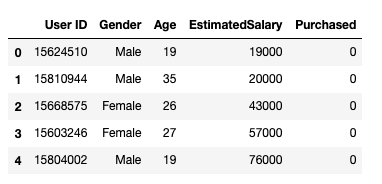 User ID Gender Age EstimatedSalary Purchased
0 15624510 Male 19 19000 0
1 15810944 Male 35 20000 0
2 15668575 Female 26 43000 0
3 15603246 Female 27 57000 0
4 15804002 Male 19 76000 0